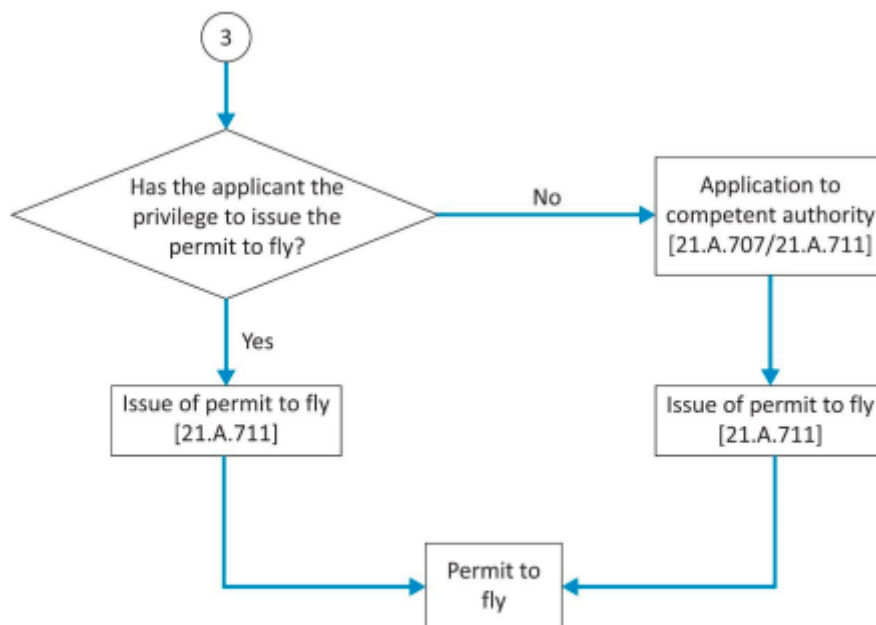 3
Has the applicant the
privilege to issue the
permit to fly?
No
Application to
competent authority
[21.A.707/21.A.711]
Yes
Issue of permit to fly
[21.A.711]
Issue of permit to fly
[21.A.711]
Permit to
fly